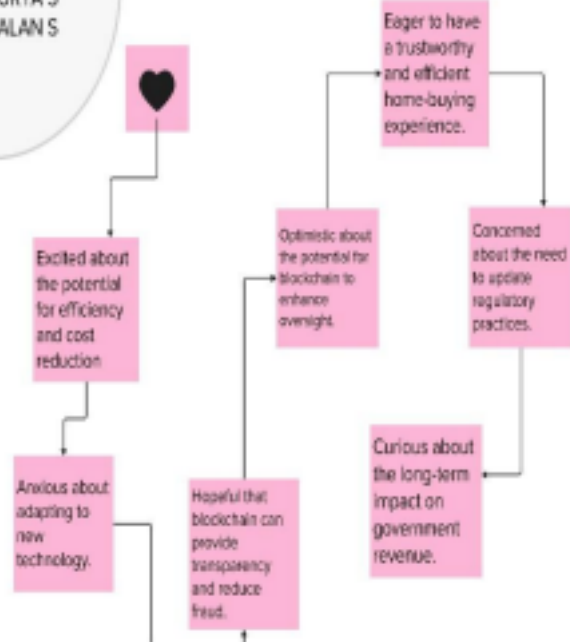 ALAN S
Eager to have
a trustworthy
and efficient
home-buying
experience.
Excited about
the potential
for efficiency
and cost
reduction
Optimistic about
the potential for
blockchain to
enhance
oversight.
Concerned
about the need
to update
regulatory
practices.
Anxious about
adapting to
new
technology.
Hopeful that
blockchain can
provide
transparency
and reduce
fraud.
Curious about
the long-term
impact on
government
revenue.